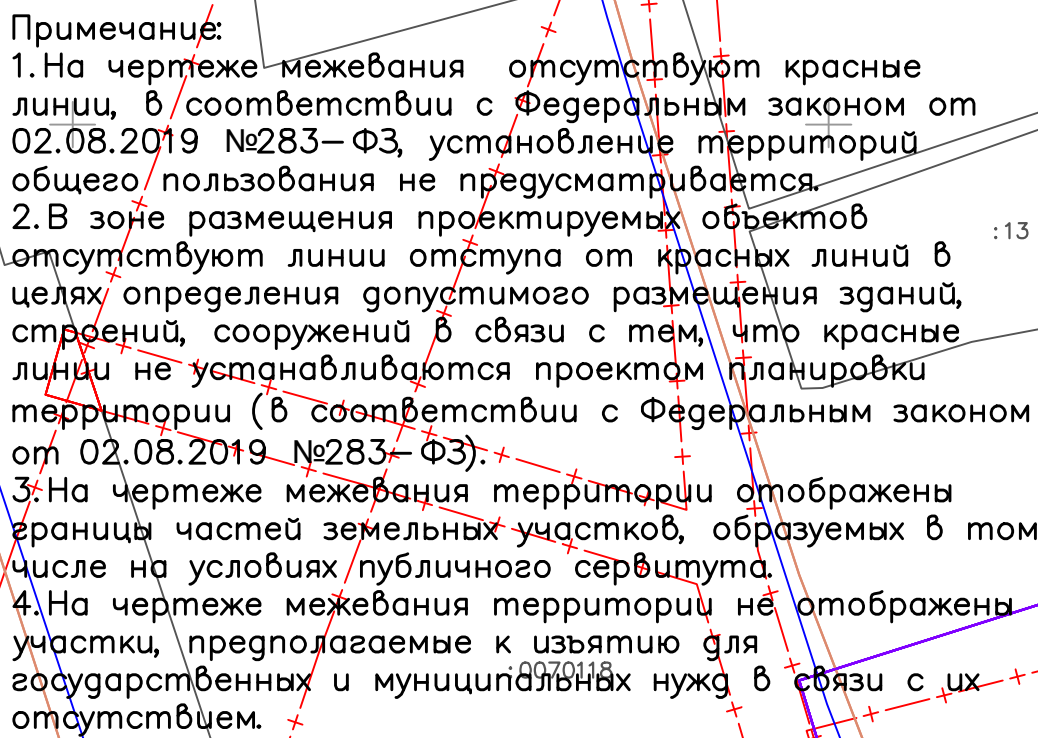 Примечание:
1. На чертеже межевания отсутствуют красные
линии, в соответствии с Федеральным законом от
02.08.2019 №283-ФЗ, установление территорий
общего пользования не предусматривается.
2. В зоне размещения проектируемых объектов
отсутствуют линии отступа от красных линий в
:13
целях определения допустимого размещения зданий,
строений, сооружений в связи с тем, что красные
линии не устанавливаются проектом планировки
территории (в соответствии с Федеральным законом
от 02.08.2019 №283-ФЗ).
3. На чертеже межевания территории отображены
границы частей земельных участков, образуемых в том
числе на условиях публичного сервитута.
4. На чертеже межевания территории не отображены
участки, предполагаемые к изъятию для
:0070118
государственных и муниципальных нужд в связи с их
отсутствием.